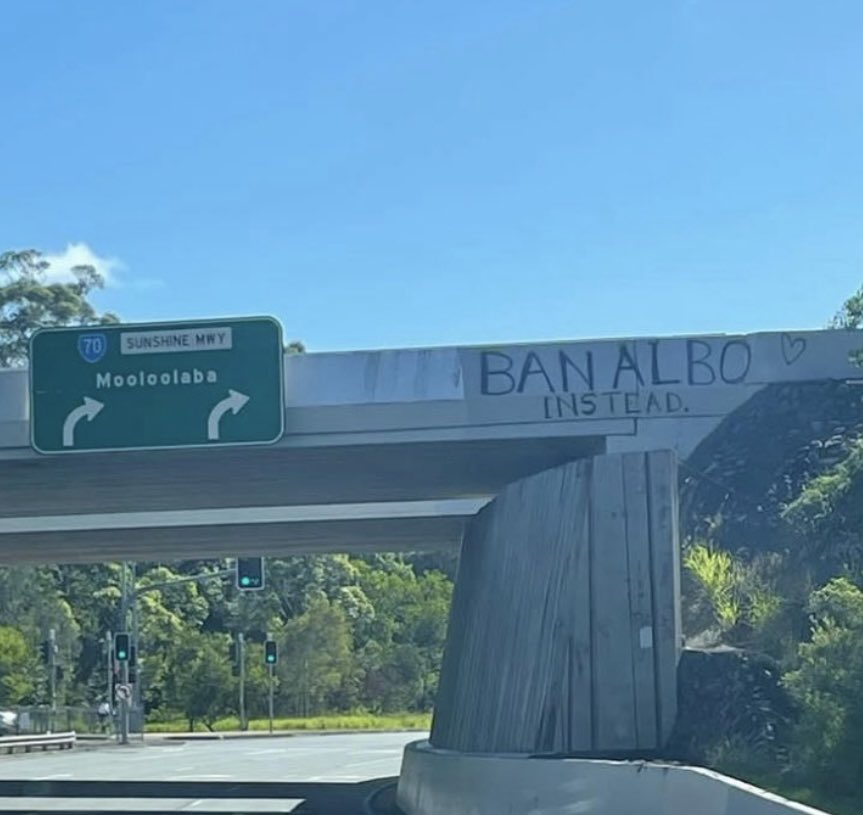 70 SUNSHINE MWY
Mooloolaba
BAN ALBO
INSTEAD.